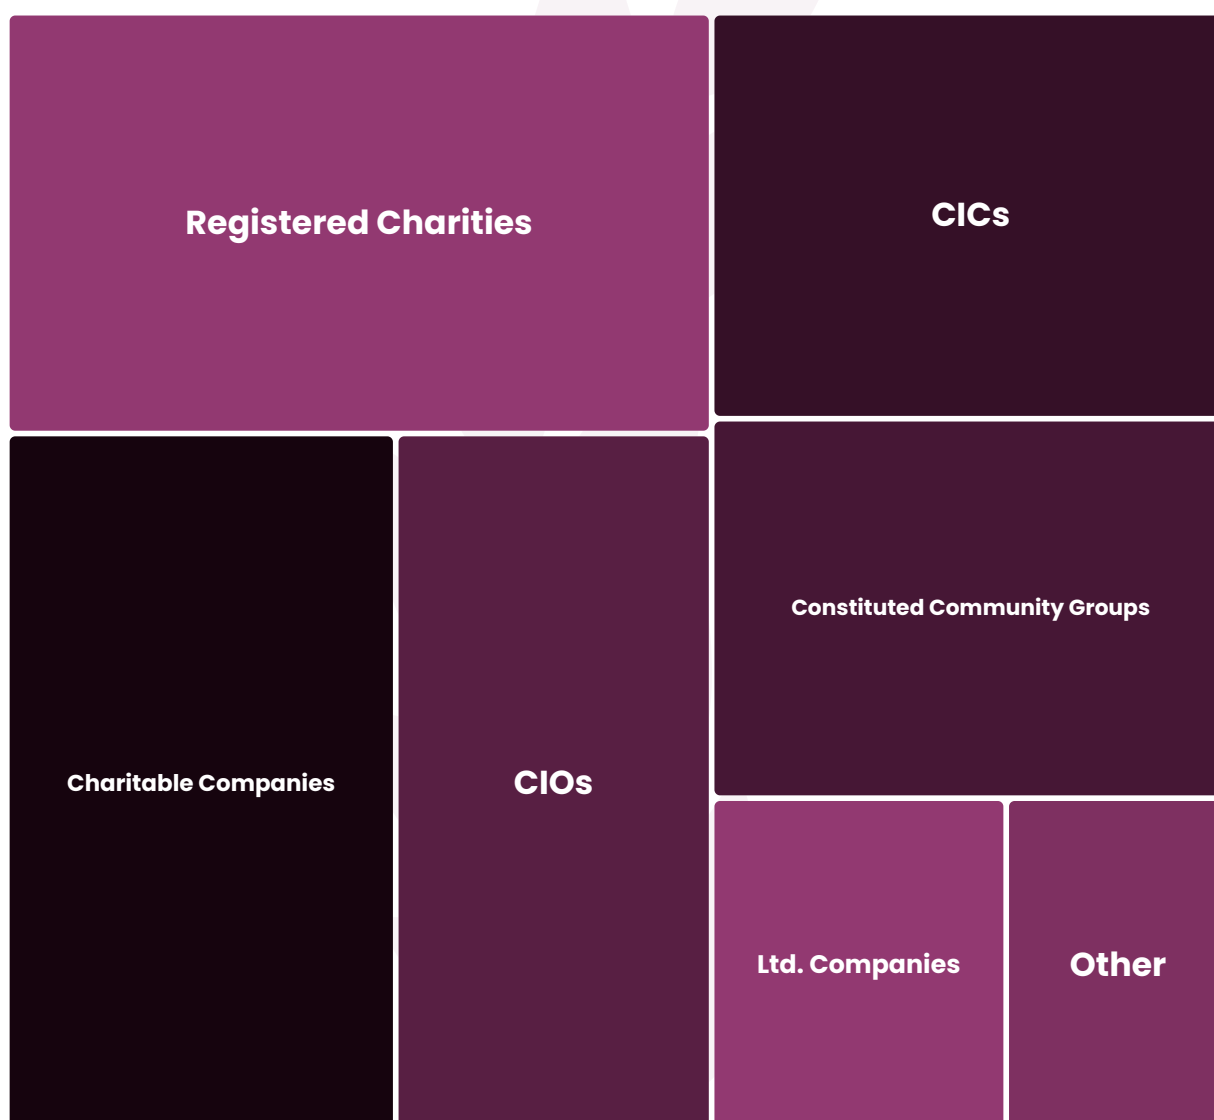 Registered Charities
CICs
Constituted Community Groups
Charitable Companies
CIOs
Ltd. Companies
Other